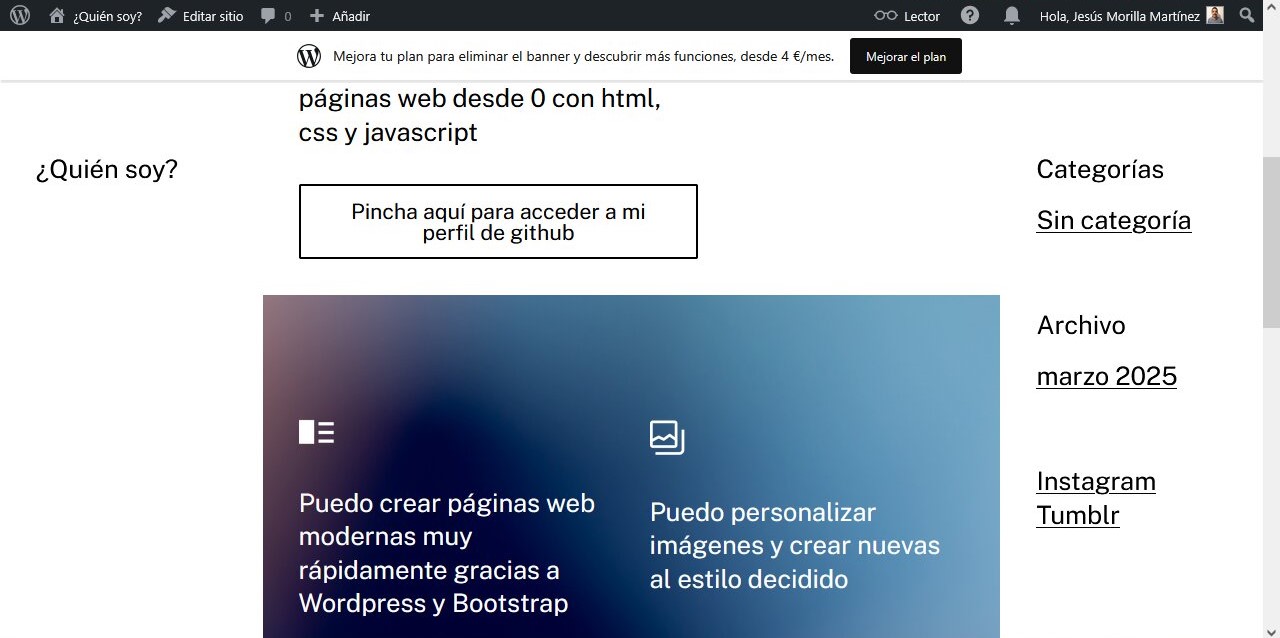 ¿Quién soy?
Editar sitio
0
Añadir
Lector
Hola, Jesús Morilla Martínez
Mejora tu plan para eliminar el banner y descubrir más funciones, desde 4 €/mes.
Mejorar el plan
páginas web desde 0 con html,
css y javascript
¿Quién soy?
Pincha aquí para acceder a mi
perfil de github
Puedo crear páginas web
modernas muy
rápidamente gracias a
Wordpress y Bootstrap
Puedo personalizar
imágenes y crear nuevas
al estilo decidido
Categorías
Sin categoría
Archivo
marzo 2025
Instagram
Tumblr